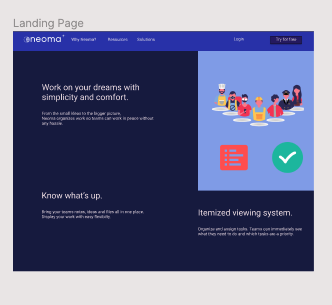 Landing Page
neoma
Why Neoma?
Resources
Solutions
Login
Try for free
Work on your dreams with
simplicity and comfort.
From the small ideas to the bigger picture,
Neoma organizes work so teams can work in peace without
any hassle.
Know what's up.
Bring your teams notes, ideas and files all in one place.
Display your work with easy flexibility.
Itemized viewing system.
Organize and assign tasks. Teams can immediately see
what they need to do and which tasks are a priority.